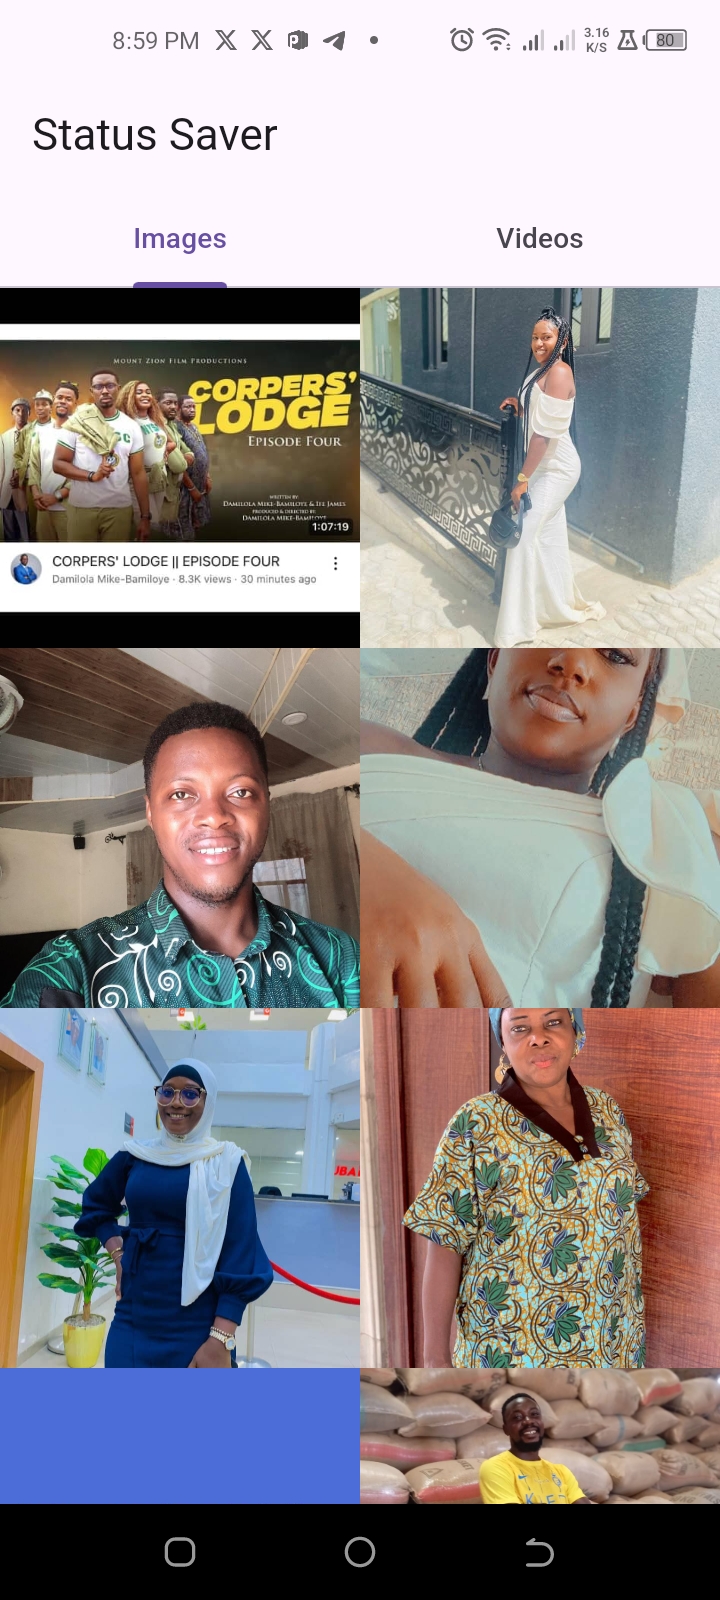 8:59 PM
3.16
K/S
80
Status Saver
Images
Videos
MOUNT ZION FILM PRODUCTIONS
CORPERS'
LODGE
EPISODE FOUR
WRITTEN BY
DAMILOLA MIKE-BAMILOYE & IFE JAMES
PRODUCED & DIRECTED BY
DAMILOLA MIKE-BAMILOYE
1:07:19
CORPERS' LODGE || EPISODE FOUR
Damilola Mike-Bamiloye · 8.3K views · 30 minutes ago
UBA